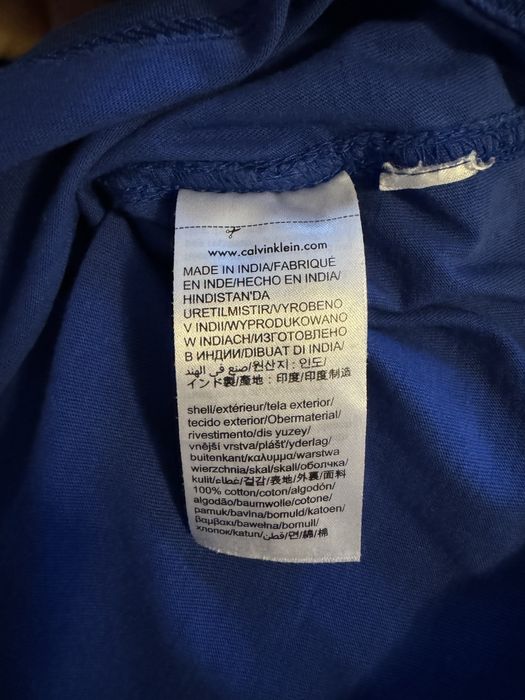 www.calvinklein.com
MADE IN INDIA/FABRIQUÉ
EN INDE/HECHO EN INDIA/
HINDISTAN'DA
ÜRETILMISTIR/VYROBENO
V INDII/WYPRODUKOWANO
W INDIACH/ИЗГОТОВЛЕНО
В ИНДИИ/DIBUAT DI INDIA/
صنع في الهند/원산지 : 인도/
インド製/產地 : 印度/印度制造
shell/extérieur/tela exterior/
tecido exterior/Obermaterial/
rivestimento/dis yuzey/
vnější vrstva/plášť/yderlag/
buitenkant/καλυμμα/warstwa
wierzchnia/skal/skall/оболчка/
kulit/غطاء/겉감/表地/外裏/面料
100% cotton/coton/algodón/
algodão/baumwolle/cotone/
pamuk/bavlna/bomuld/katoen/
βαμβακι/bawełna/bomull/
хлопок/katun/قطن/면/綿/棉